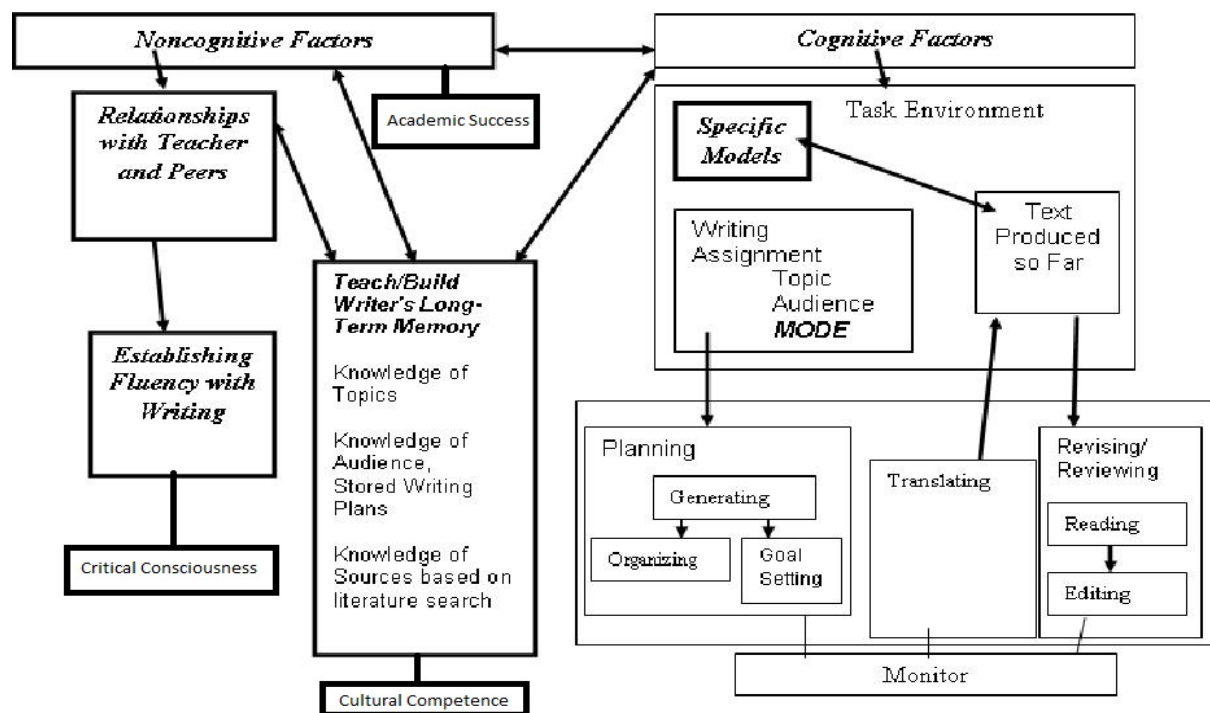 Noncognitive Factors
Cognitive Factors
Academic Success
Relationships
with Teacher
and Peers
Establishing
Fluency with
Writing
Critical Consciousness
Teach/Build
Writer's Long-
Term Memory
Knowledge of
Topics
Knowledge of
Audience,
Stored Writing
Plans
Knowledge of
Sources based on
literature search
Cultural Competence
Task Environment
Specific
Models
Writing
Assignment
Topic
Audience
MODE
Text
Produced
so Far
Planning
Generating
Organizing
Goal
Setting
Translating
Revising/
Reviewing
Reading
Editing
Monitor